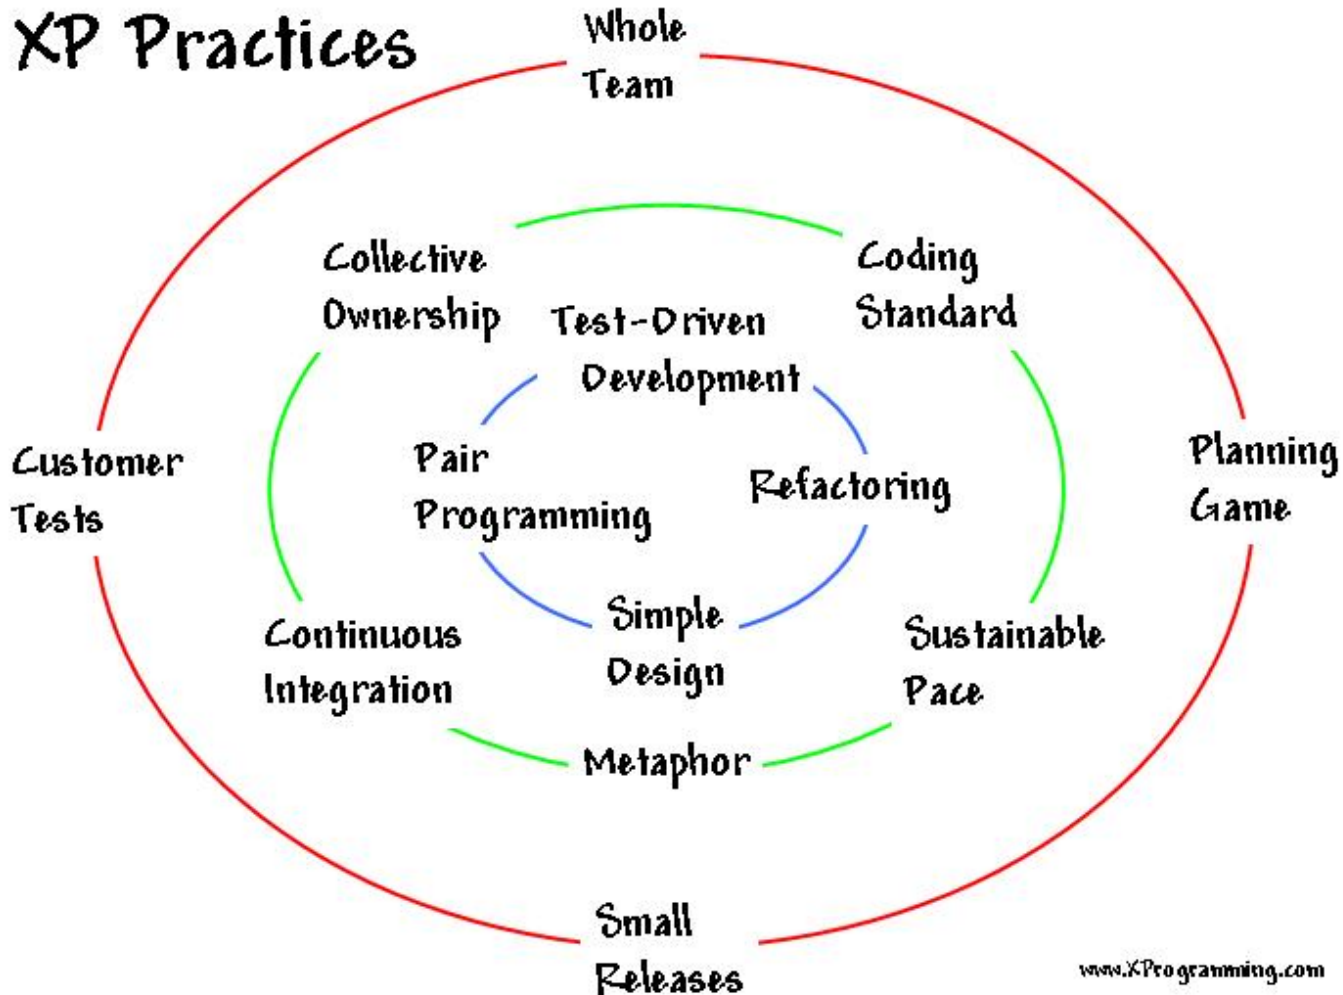 XP Practices
Whole
Team
Collective
Ownership
Coding
Standard
Test-Driven
Development
Customer
Tests
Pair
Programming
Refactoring
Planning
Game
Continuous
Integration
Simple
Design
Sustainable
Pace
Metaphor
Small
Releases
www.XProgramming.com